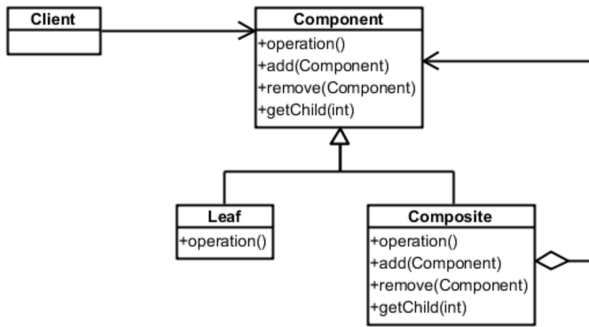 Client
Component
+operation()
+add(Component)
+remove(Component)
+getChild(int)
Leaf
+operation()
Composite
+operation()
+add(Component)
+remove(Component)
+getChild(int)